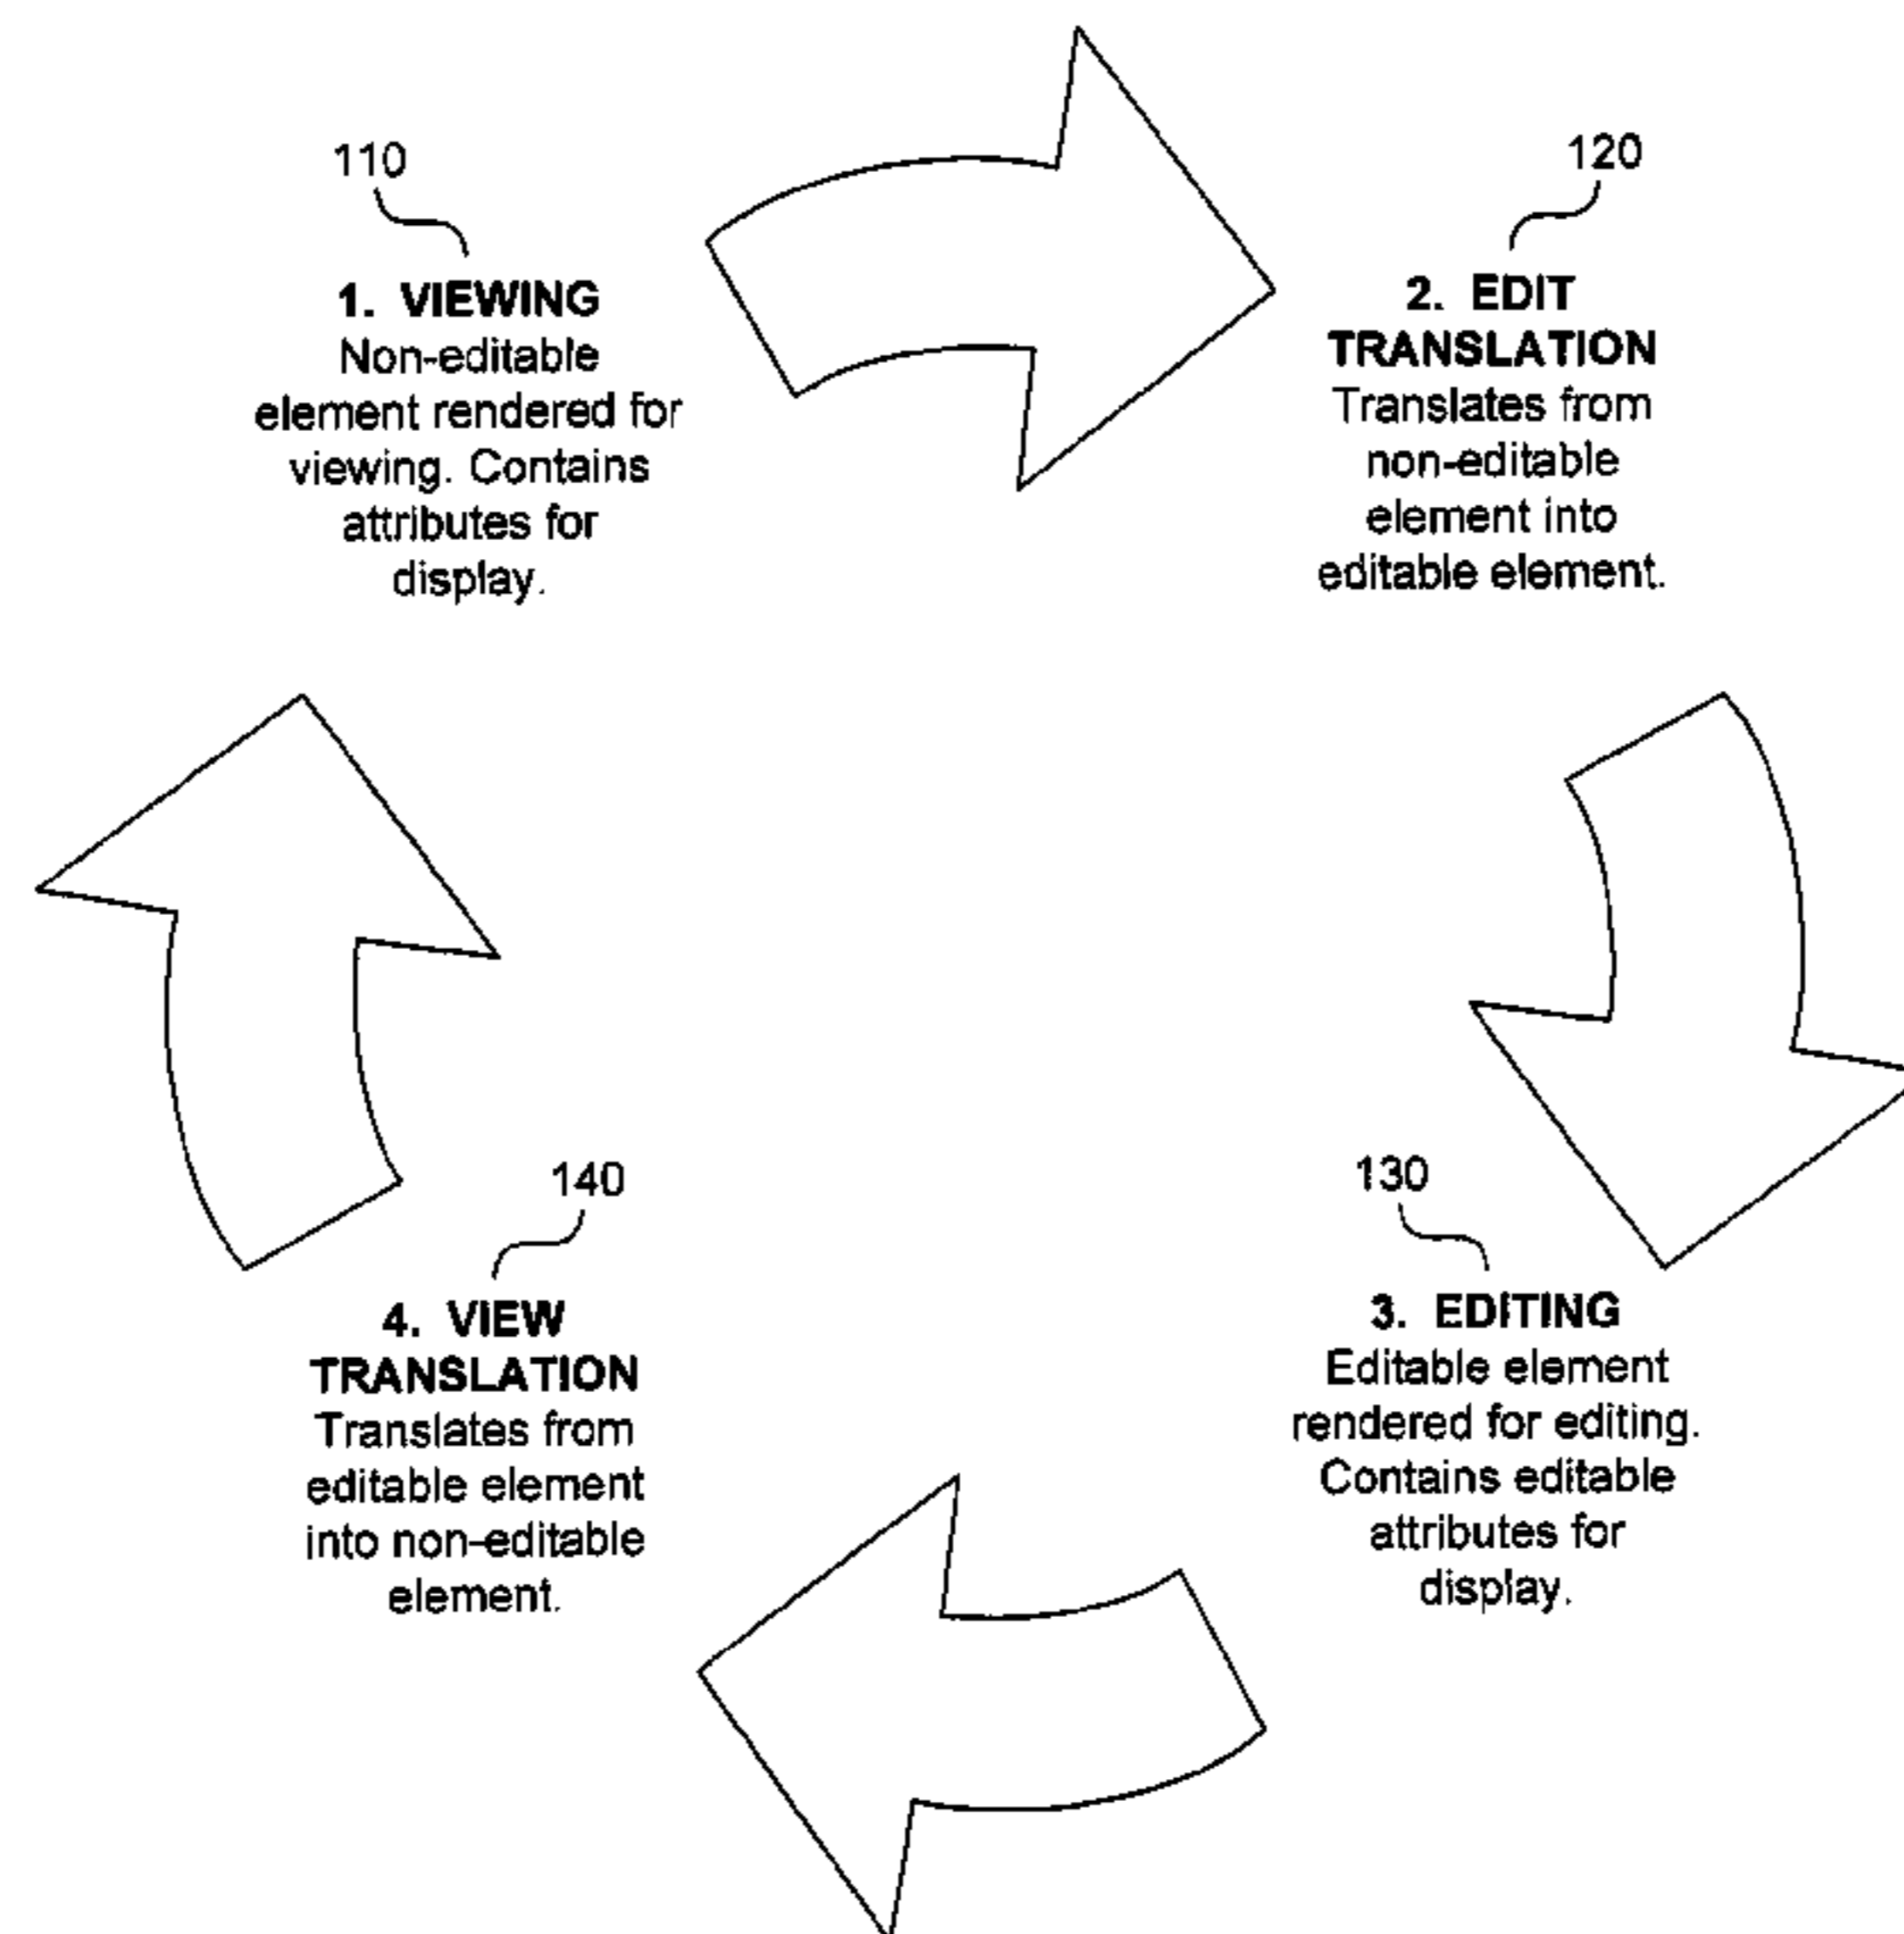 110
1. VIEWING
Non-editable
element rendered for
viewing. Contains
attributes for
display.
120
2. EDIT
TRANSLATION
Translates from
non-editable
element into
editable element.
130
3. EDITING
Editable element
rendered for editing.
Contains editable
attributes for
display.
140
4. VIEW
TRANSLATION
Translates from
editable element
into non-editable
element.